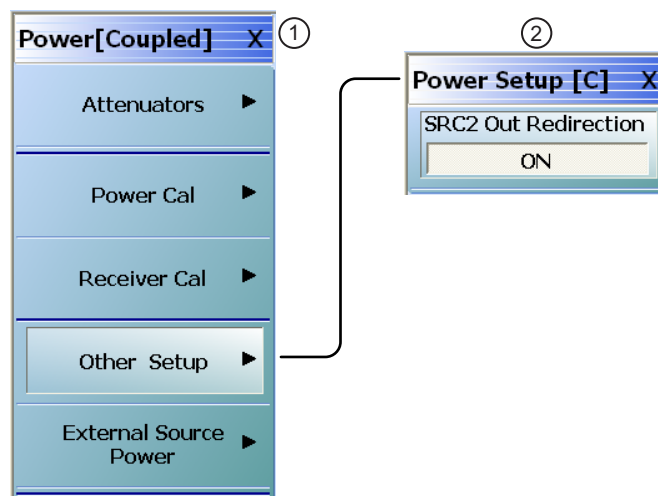 Power[Coupled] X
①
Attenuators ▶
Power Cal ▶
Receiver Cal ▶
Other Setup ▶
External Source
Power ▶
②
Power Setup [C] X
SRC2 Out Redirection
ON